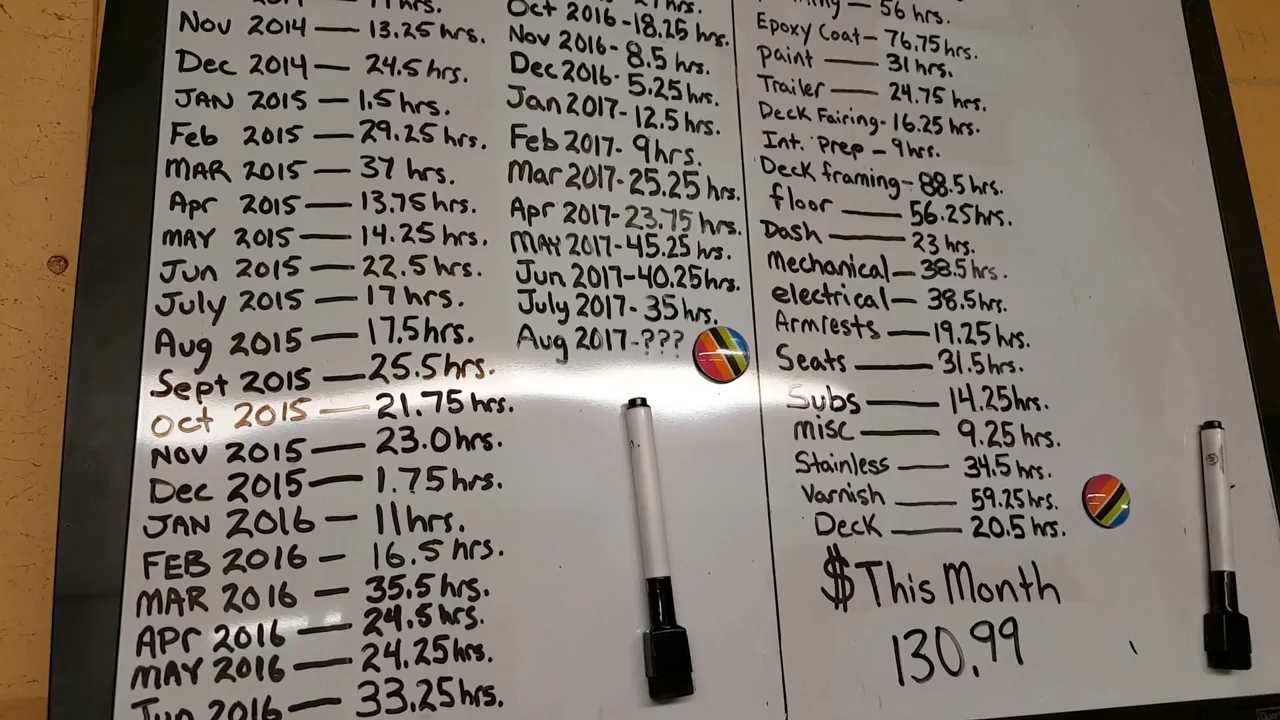 hrs.
Nov 2014 — 13.25 hrs.
Dec 2014 — 24.5 hrs.
JAN 2015 — 1.5 hrs.
Feb 2015 — 29.25 hrs.
MAR 2015 — 37 hrs.
Apr 2015 — 13.75 hrs.
MAY 2015 — 14.25 hrs.
Jun 2015 — 22.5 hrs.
July 2015 — 17 hrs.
Aug 2015 — 17.5 hrs.
Sept 2015 — 25.5 hrs.
Oct 2015 — 21.75 hrs.
Nov 2015 — 23.0 hrs.
Dec 2015 — 1.75 hrs.
JAN 2016 — 11 hrs.
FEB 2016 — 16.5 hrs.
MAR 2016 — 35.5 hrs.
APR 2016 — 24.5 hrs.
MAY 2016 — 24.25 hrs.
Jun 2016 — 33.25 hrs.
hrs.
Oct 2016 - 18.25 hrs.
Nov 2016 - 8.5 hrs.
Dec 2016 - 5.25 hrs.
Jan 2017 - 12.5 hrs.
Feb 2017 - 9 hrs.
Mar 2017 - 25.25 hrs.
Apr 2017 - 23.75 hrs.
MAY 2017 - 45.25 hrs.
Jun 2017 - 40.25 hrs.
July 2017 - 35 hrs.
Aug 2017 - ???
— 56 hrs.
Epoxy Coat — 76.75 hrs.
paint — 31 hrs.
Trailer — 24.75 hrs.
Deck Fairing - 16.25 hrs.
Int. Prep — 9 hrs.
Deck framing — 88.5 hrs.
floor — 56.25 hrs.
Dash — 23 hrs.
Mechanical — 38.5 hrs.
electrical — 38.5 hrs.
Armrests — 19.25 hrs.
Seats — 31.5 hrs.
Subs — 14.25 hrs.
misc — 9.25 hrs.
Stainless — 34.5 hrs.
Varnish — 59.25 hrs.
Deck — 20.5 hrs.
$ This Month
130.99